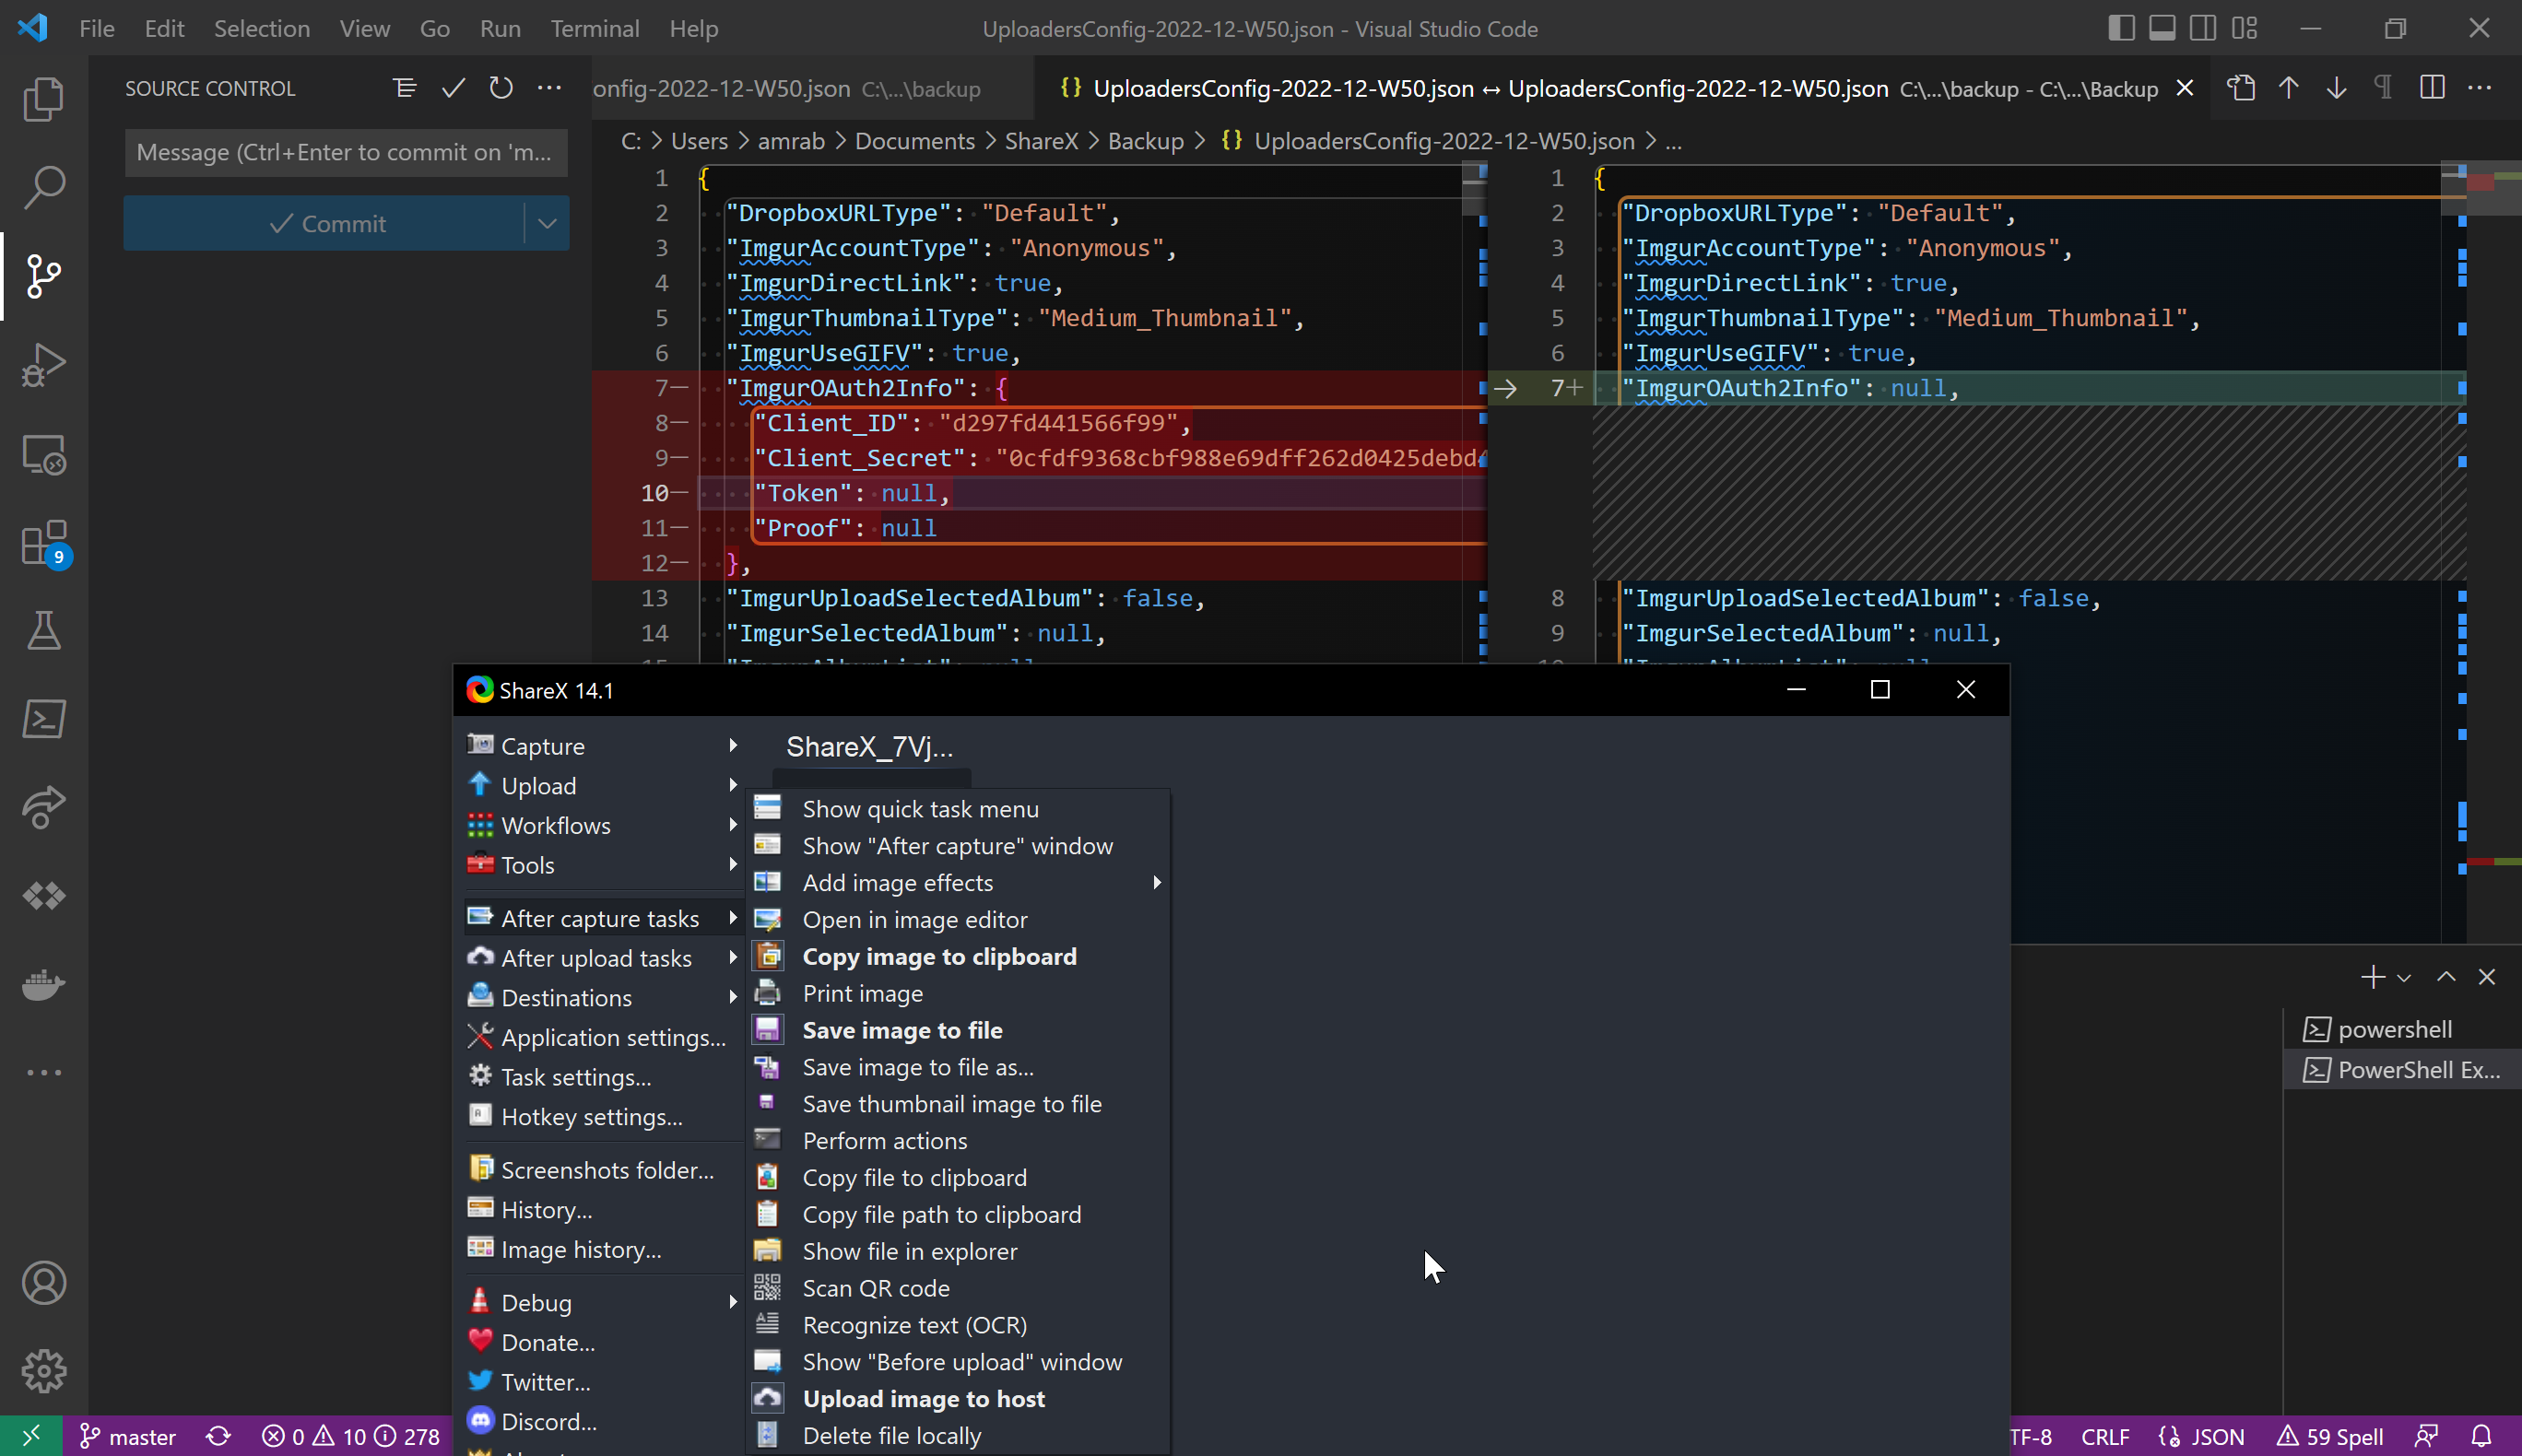 File Edit Selection View Go Run Terminal Help
UploadersConfig-2022-12-W50.json - Visual Studio Code
SOURCE CONTROL
Message (Ctrl+Enter to commit on 'm...
Commit
onfig-2022-12-W50.json C:\...\backup
{} UploadersConfig-2022-12-W50.json ↔ UploadersConfig-2022-12-W50.json C:\...\backup - C:\...\Backup
C: > Users > amrab > Documents > ShareX > Backup > {} UploadersConfig-2022-12-W50.json > ...
1 {
2 "DropboxURLType": "Default",
3 "ImgurAccountType": "Anonymous",
4 "ImgurDirectLink": true,
5 "ImgurThumbnailType": "Medium_Thumbnail",
6 "ImgurUseGIFV": true,
7— "ImgurOAuth2Info": {
8— "Client_ID": "d297fd441566f99",
9— "Client_Secret": "0cfdf9368cbf988e69dff262d0425debd
10— "Token": null,
11— "Proof": null
12— },
13 "ImgurUploadSelectedAlbum": false,
14 "ImgurSelectedAlbum": null,
1 {
2 "DropboxURLType": "Default",
3 "ImgurAccountType": "Anonymous",
4 "ImgurDirectLink": true,
5 "ImgurThumbnailType": "Medium_Thumbnail",
6 "ImgurUseGIFV": true,
7+ "ImgurOAuth2Info": null,
8 "ImgurUploadSelectedAlbum": false,
9 "ImgurSelectedAlbum": null,
9
ShareX 14.1
Capture
Upload
Workflows
Tools
After capture tasks
After upload tasks
Destinations
Application settings...
Task settings...
Hotkey settings...
Screenshots folder...
History...
Image history...
Debug
Donate...
Twitter...
Discord...
ShareX_7Vj...
Show quick task menu
Show "After capture" window
Add image effects
Open in image editor
Copy image to clipboard
Print image
Save image to file
Save image to file as...
Save thumbnail image to file
Perform actions
Copy file to clipboard
Copy file path to clipboard
Show file in explorer
Scan QR code
Recognize text (OCR)
Show "Before upload" window
Upload image to host
Delete file locally
powershell
PowerShell Ex...
master 0 10 278
TF-8 CRLF JSON 59 Spell